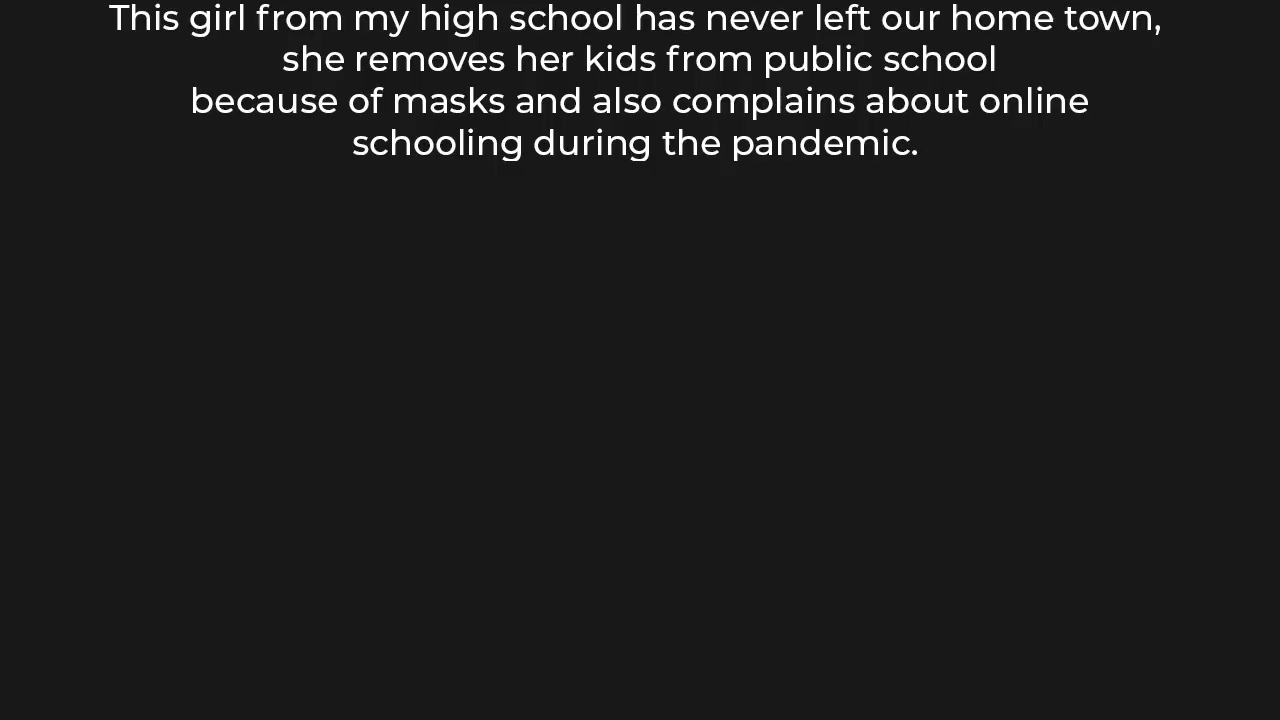 This girl from my high school has never left our home town,
she removes her kids from public school
because of masks and also complains about online
schooling during the pandemic.